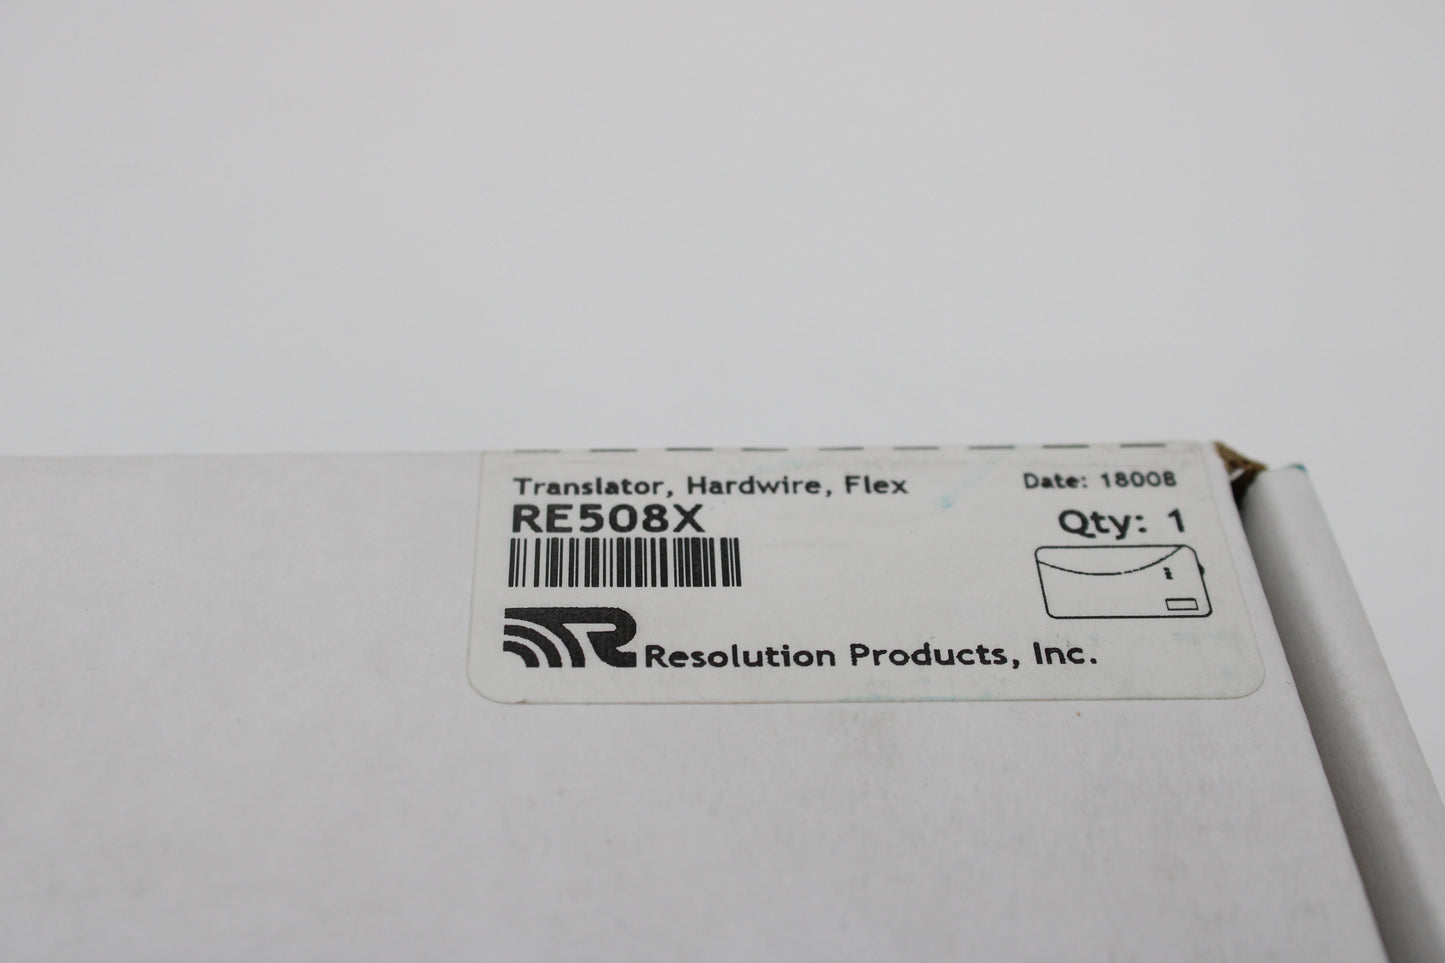 Translator, Hardwire, Flex
Date: 18008
RE508X
Qty: 1
R
Resolution Products, Inc.